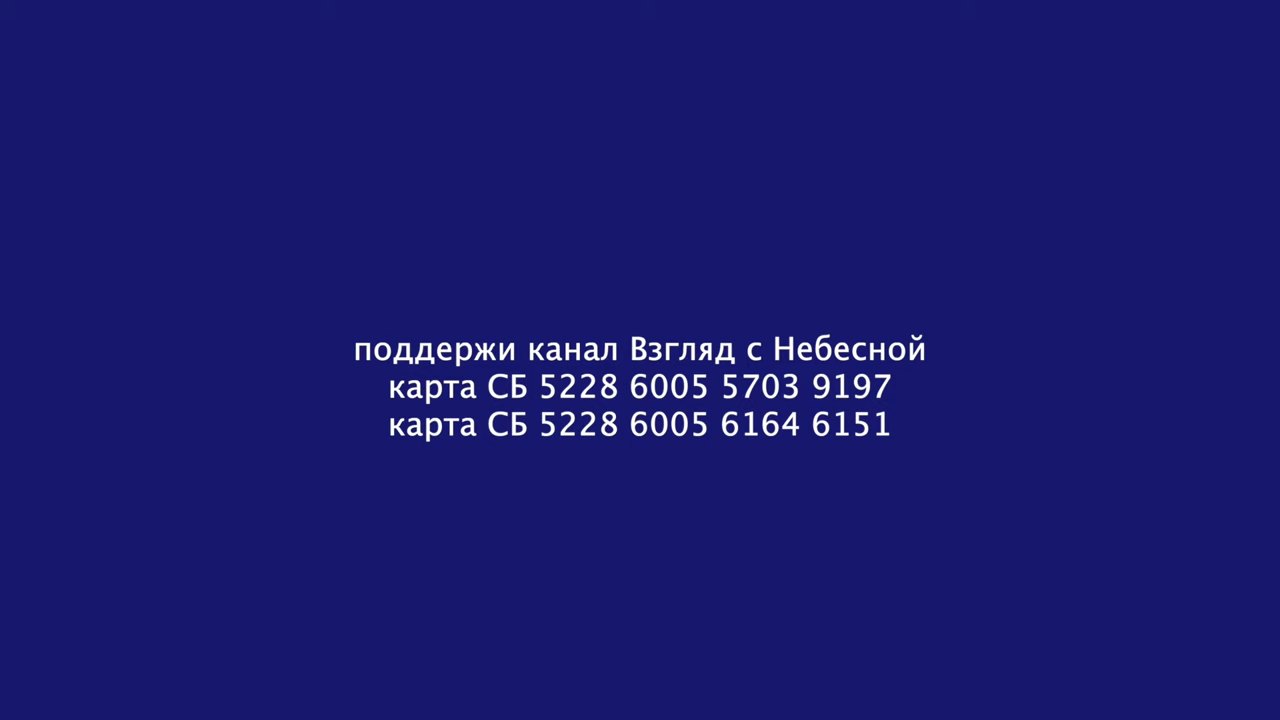 поддержи канал Взгляд с Небесной
карта СБ 5228 6005 5703 9197
карта СБ 5228 6005 6164 6151